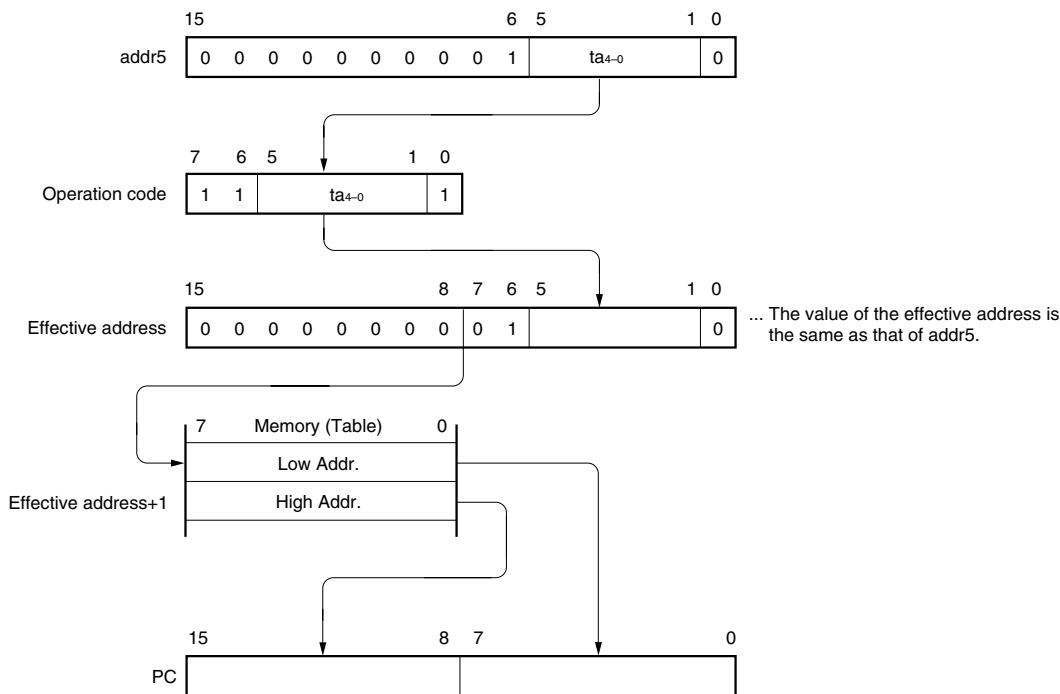 15 6 5 1 0
addr5 0 0 0 0 0 0 0 0 0 1 ta4–0 0
7 6 5 1 0
Operation code 1 1 ta4–0 1
15 8 7 6 5 1 0
Effective address 0 0 0 0 0 0 0 0 0 1 0 ... The value of the effective address is
the same as that of addr5.
7 Memory (Table) 0
Low Addr.
Effective address+1 High Addr.
15 8 7 0
PC